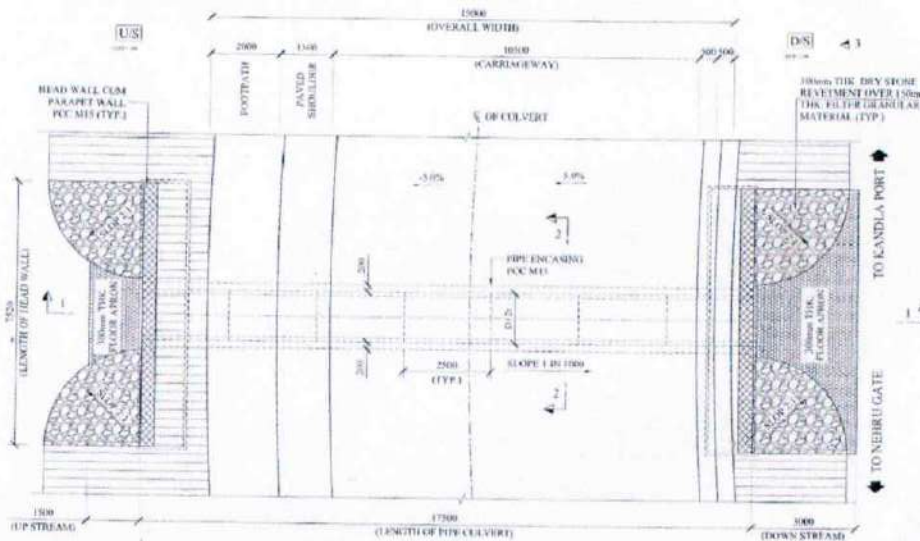 15000
(OVERALL WIDTH)
U/S
D/S
3
2000
1500
10500
(CARRIAGEWAY)
500
500
FOOTPATH
PAVED
SHOULDER
HEAD WALL CUM
PARAPET WALL
PCC M15 (TYP.)
300mm THK. DRY STONE
REVETMENT OVER 150mm
THK. FILTER GRANULAR
MATERIAL (TYP.)
℄ OF CULVERT
-5.0%
5.0%
TO KANDLA PORT
2
200
PIPE ENCASING
PCC M15
7520
(LENGTH OF HEAD WALL)
1
300mm THK.
FLOOR APRON
300mm THK.
FLOOR APRON
1
2500
(TYP.)
SLOPE 1 IN 1000
200
2
TO NEHRU GATE
1500
(UP STREAM)
17500
(LENGTH OF PIPE CULVERT)
3000
(DOWN STREAM)